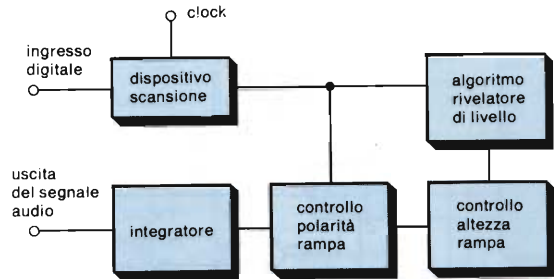 clock
ingresso
digitale
dispositivo
scansione
algoritmo
rivelatore
di livello
uscita
del segnale
audio
integratore
controllo
polarità
rampa
controllo
altezza
rampa